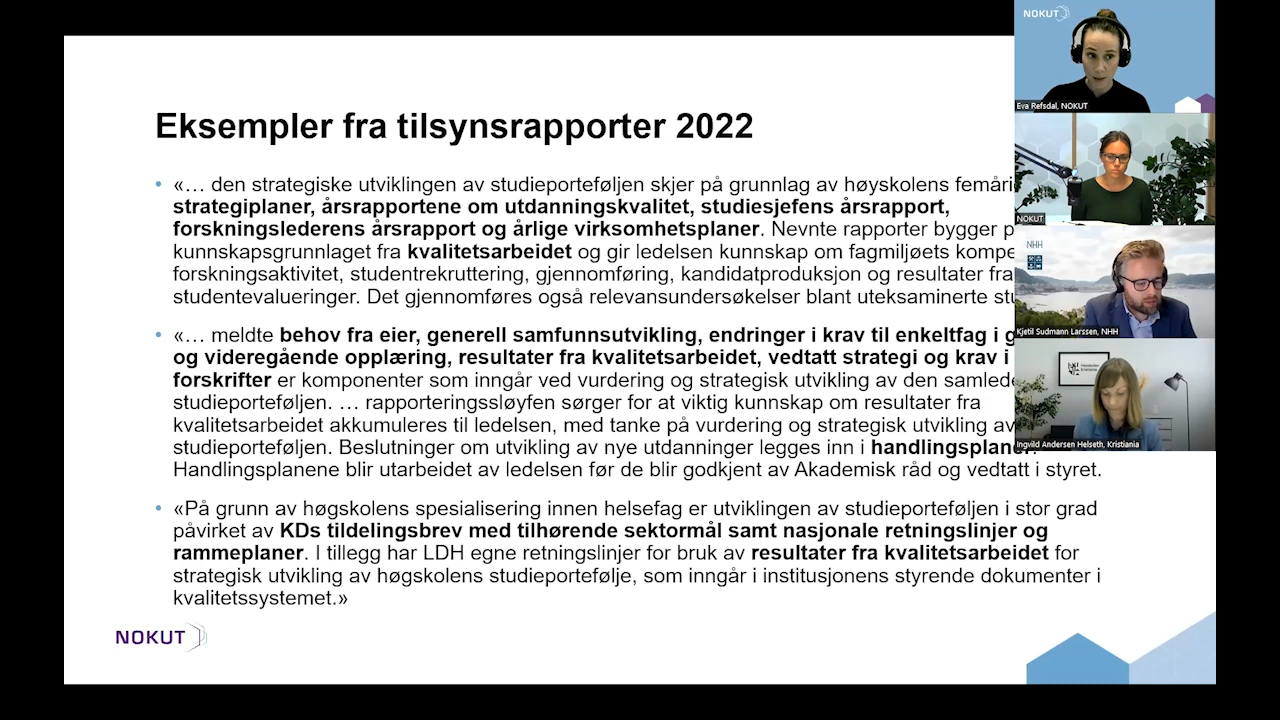 Eksempler fra tilsynsrapporter 2022
• «… den strategiske utviklingen av studieporteføljen skjer på grunnlag av høyskolens
strategiplaner, årsrapportene om utdanningskvalitet, studiesjefens årsrapport,
forskningslederens årsrapport og årlige virksomhetsplaner. Nevnte rapporter bygger
kunnskapsgrunnlaget fra kvalitetsarbeidet og gir ledelsen kunnskap om fagmiljøets
forskningsaktivitet, studentrekruttering, gjennomføring, kandidatproduksjon og resultater fra
studentevalueringer. Det gjennomføres også relevansundersøkelser blant uteksaminerte
• «… meldte behov fra eier, generell samfunnsutvikling, endringer i krav til enkeltfag i
og videregående opplæring, resultater fra kvalitetsarbeidet, vedtatt strategi og krav i
forskrifter er komponenter som inngår ved vurdering og strategisk utvikling av den
studieporteføljen. … rapporteringssløyfen sørger for at viktig kunnskap om resultater fra
kvalitetsarbeidet akkumuleres til ledelsen, med tanke på vurdering og strategisk utvikling av
studieporteføljen. Beslutninger om utvikling av nye utdanninger legges inn i handlingsplaner.
Handlingsplanene blir utarbeidet av ledelsen før de blir godkjent av Akademisk råd og vedtatt i styret.
• «På grunn av høgskolens spesialisering innen helsefag er utviklingen av studieporteføljen i stor grad
påvirket av KDs tildelingsbrev med tilhørende sektormål samt nasjonale retningslinjer og
rammeplaner. I tillegg har LDH egne retningslinjer for bruk av resultater fra kvalitetsarbeidet for
strategisk utvikling av høgskolens studieportefølje, som inngår i institusjonens styrende dokumenter i
kvalitetssystemet.»
NOKUT
NOKUT
Eva Refsdal, NOKUT
NOKUT
NHH
Kjetil Sudmann Larssen, NHH
Ingvild Andersen Helseth, Kristiania